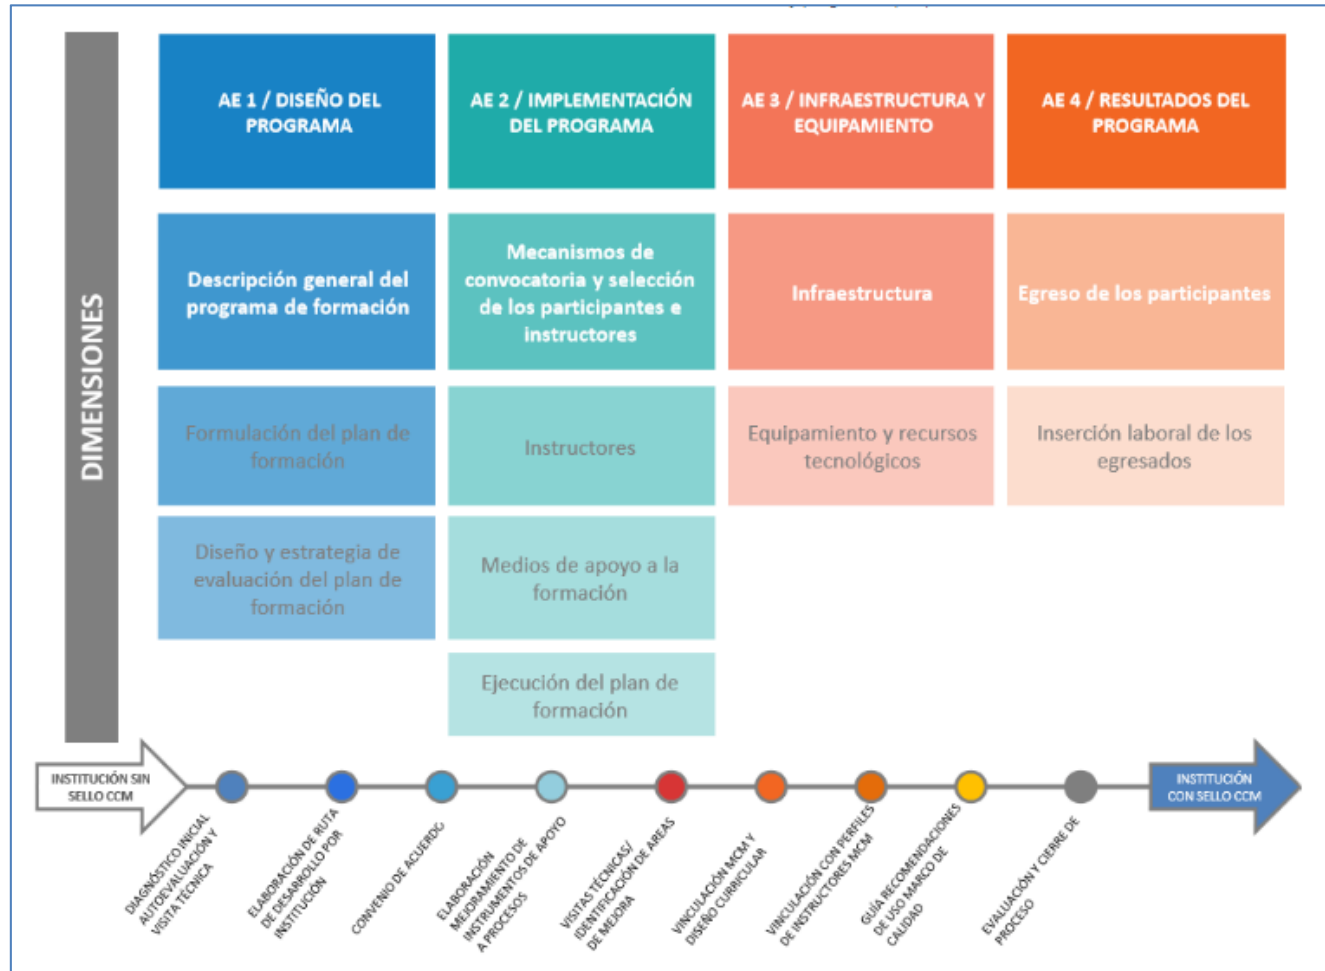 DIMENSIONES
AE 1 / DISEÑO DEL
PROGRAMA
AE 2 / IMPLEMENTACIÓN
DEL PROGRAMA
AE 3 / INFRAESTRUCTURA Y
EQUIPAMIENTO
AE 4 / RESULTADOS DEL
PROGRAMA
Descripción general del
programa de formación
Mecanismos de
convocatoria y selección
de los participantes e
instructores
Infraestructura
Egreso de los participantes
Formulación del plan de
formación
Instructores
Equipamiento y recursos
tecnológicos
Inserción laboral de los
egresados
Diseño y estrategia de
evaluación del plan de
formación
Medios de apoyo a la
formación
Ejecución del plan de
formación
INSTITUCIÓN SIN
SELLO CCM
INSTITUCIÓN
CON SELLO CCM
DIAGNÓSTICO INICIAL
AUTOEVALUACIÓN Y
VISITA TÉCNICA
ELABORACIÓN DE RUTA
DE DESARROLLO POR
INSTITUCIÓN
CONVENIO DE ACUERDO
ELABORACIÓN
MEJORAMIENTO DE
INSTRUMENTOS DE APOYO
A PROCESOS
VISITAS TÉCNICAS/
IDENTIFICACIÓN DE AREAS
DE MEJORA
VINCULACIÓN MCM Y
DISEÑO CURRICULAR
VINCULACIÓN CON PERFILES
DE INSTRUCTORES MCM
GUÍA RECOMENDACIONES
DE USO MARCO DE
CALIDAD
EVALUACIÓN Y CIERRE DE
PROCESO